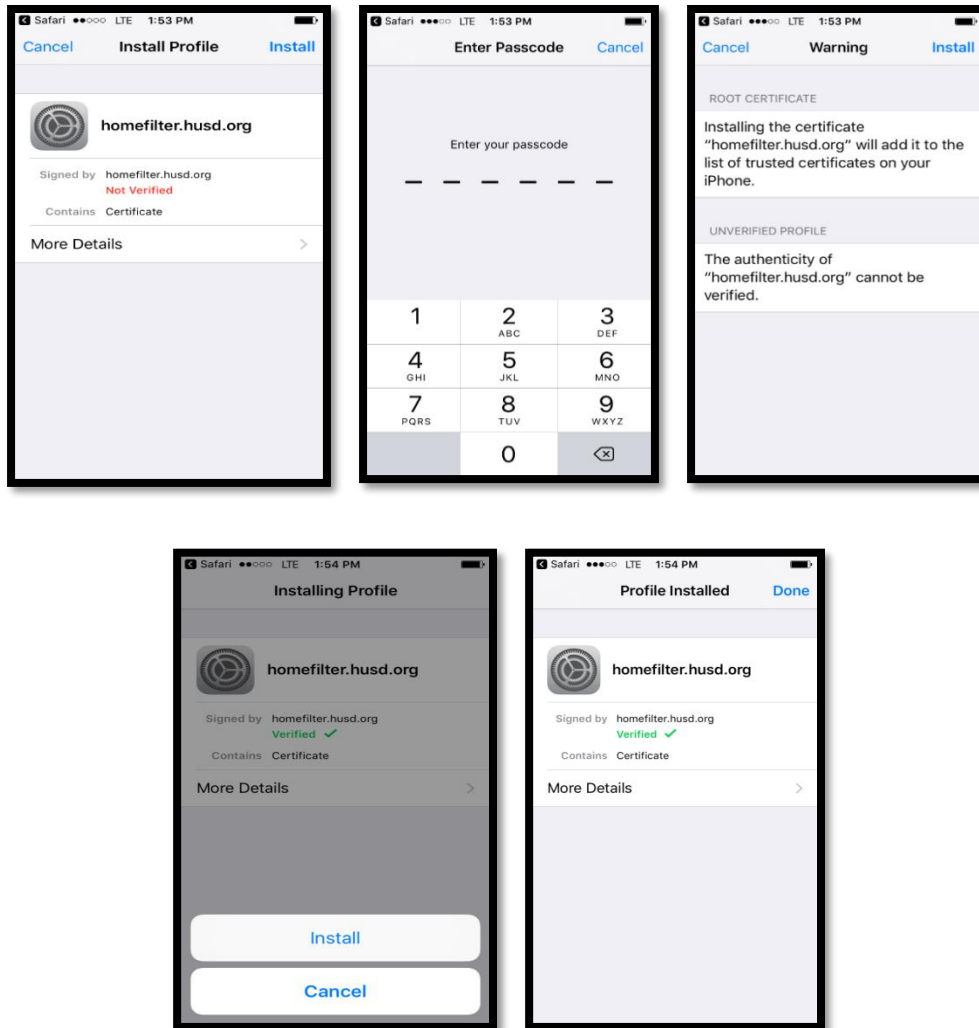 Safari LTE 1:53 PM
Cancel Install Profile Install
homefilter.husd.org
Signed by homefilter.husd.org
Not Verified
Contains Certificate
More Details
Safari LTE 1:53 PM
Enter Passcode Cancel
Enter your passcode
1 2 3
ABC DEF
4 5 6
GHI JKL MNO
7 8 9
PQRS TUV WXYZ
0
Safari LTE 1:53 PM
Cancel Warning Install
ROOT CERTIFICATE
Installing the certificate
“homefilter.husd.org” will add it to the
list of trusted certificates on your
iPhone.
UNVERIFIED PROFILE
The authenticity of
“homefilter.husd.org” cannot be
verified.
Safari LTE 1:54 PM
Installing Profile
homefilter.husd.org
Signed by homefilter.husd.org
Verified ✓
Contains Certificate
More Details
Install
Cancel
Safari LTE 1:54 PM
Profile Installed Done
homefilter.husd.org
Signed by homefilter.husd.org
Verified ✓
Contains Certificate
More Details